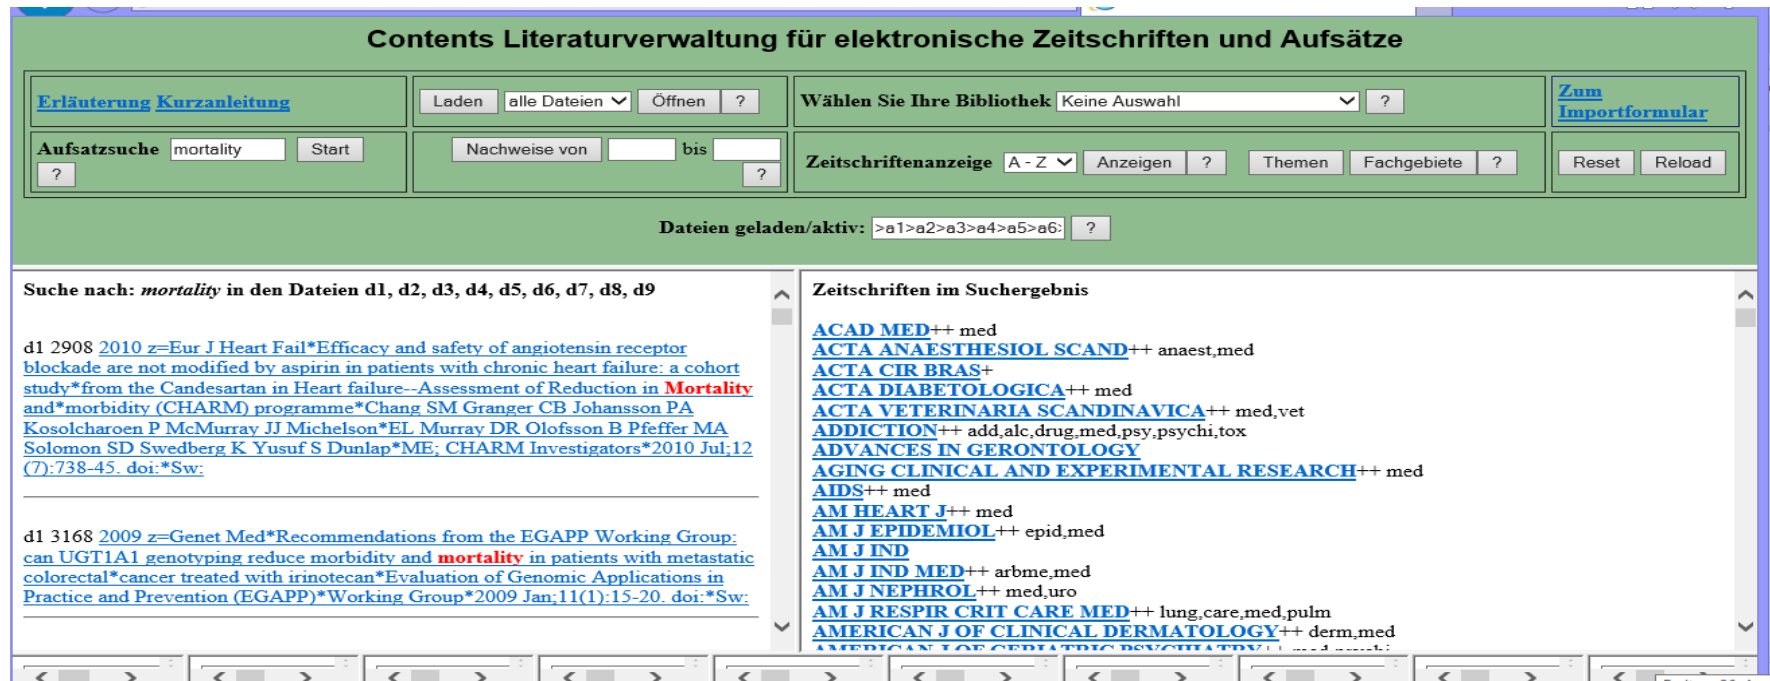 Contents Literaturverwaltung für elektronische Zeitschriften und Aufsätze
Erläuterung Kurzanleitung
Laden alle Dateien Öffnen ?
Wählen Sie Ihre Bibliothek Keine Auswahl ?
Zum
Importformular
Aufsatzsuche mortality Start
?
Nachweise von bis
?
Zeitschriftenanzeige A - Z Anzeigen ? Themen Fachgebiete ?
Reset Reload
Dateien geladen/aktiv: >a1>a2>a3>a4>a5>a6> ?
Suche nach: mortality in den Dateien d1, d2, d3, d4, d5, d6, d7, d8, d9
d1 2908 2010 z=Eur J Heart Fail*Efficacy and safety of angiotensin receptor
blockade are not modified by aspirin in patients with chronic heart failure: a cohort
study*from the Candesartan in Heart failure--Assessment of Reduction in Mortality
and*morbidity (CHARM) programme*Chang SM Granger CB Johansson PA
Kosolcharoen P McMurray JJ Michelson*EL Murray DR Olofsson B Pfeffer MA
Solomon SD Swedberg K Yusuf S Dunlap*ME; CHARM Investigators*2010 Jul;12
(7):738-45. doi:*Sw:
d1 3168 2009 z=Genet Med*Recommendations from the EGAPP Working Group:
can UGT1A1 genotyping reduce morbidity and mortality in patients with metastatic
colorectal*cancer treated with irinotecan*Evaluation of Genomic Applications in
Practice and Prevention (EGAPP)*Working Group*2009 Jan;11(1):15-20. doi:*Sw:
Zeitschriften im Suchergebnis
ACAD MED++ med
ACTA ANAESTHESIOL SCAND++ anaest,med
ACTA CIR BRAS+
ACTA DIABETOLOGICA++ med
ACTA VETERINARIA SCANDINAVICA++ med,vet
ADDICTION++ add,alc,drug,med,psy,psychi,tox
ADVANCES IN GERONTOLOGY
AGING CLINICAL AND EXPERIMENTAL RESEARCH++ med
AIDS++ med
AM HEART J++ med
AM J EPIDEMIOL++ epid,med
AM J IND
AM J IND MED++ arbme,med
AM J NEPHROL++ med,uro
AM J RESPIR CRIT CARE MED++ lung,care,med,pulm
AMERICAN J OF CLINICAL DERMATOLOGY++ derm,med
AMERICAN J OF GERIATRIC PSYCHIATRY++ med,psychi